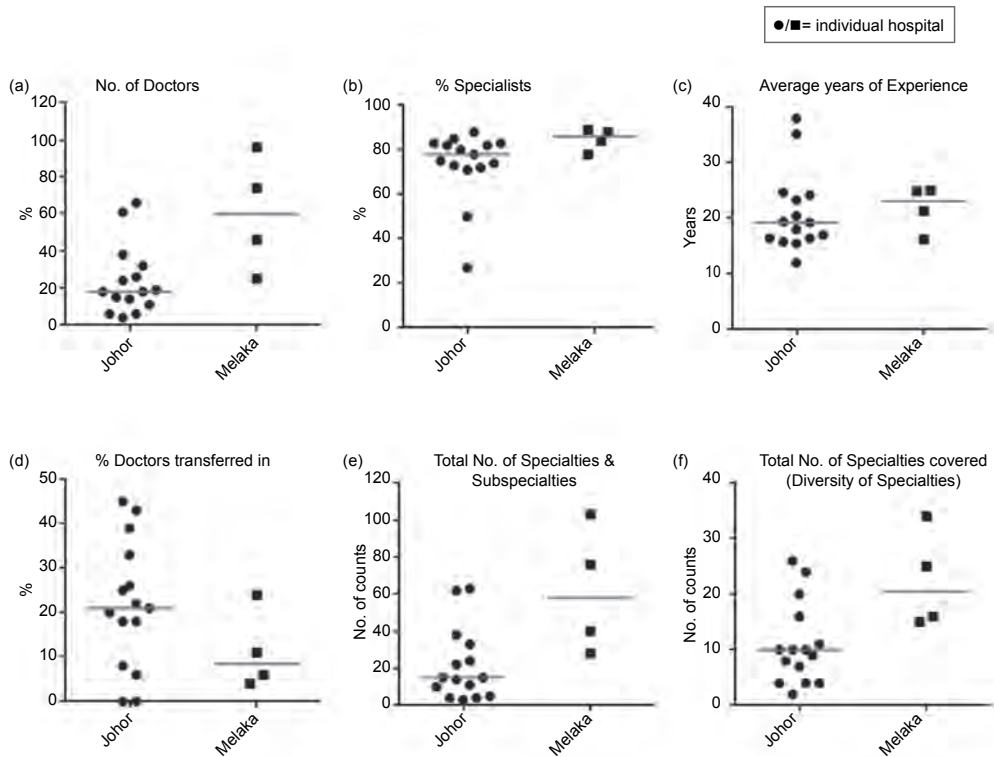 ●/■= individual hospital
(a) No. of Doctors
120
100
80
60
40
20
0
%
Johor
Melaka
(b) % Specialists
100
80
60
40
20
0
%
Johor
Melaka
(c) Average years of Experience
40
30
20
10
0
Years
Johor
Melaka
(d) % Doctors transferred in
50
40
30
20
10
0
%
Johor
Melaka
(e) Total No. of Specialties &
Subspecialties
120
100
80
60
40
20
0
No. of counts
Johor
Melaka
(f) Total No. of Specialties covered
(Diversity of Specialties)
40
30
20
10
0
No. of counts
Johor
Melaka